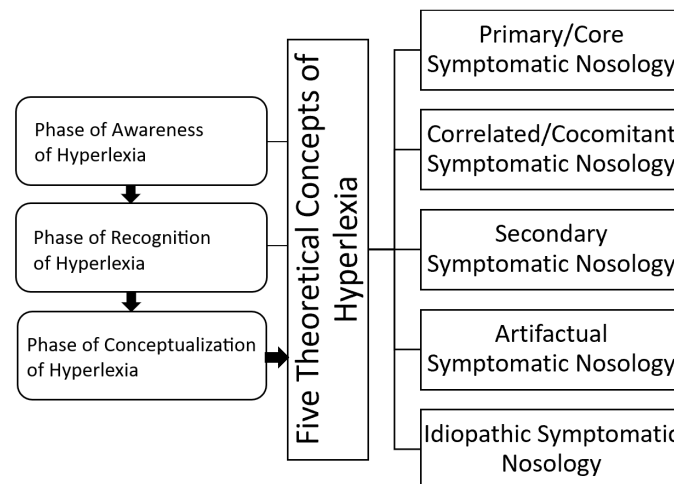 Phase of Awareness
of Hyperlexia
Phase of Recognition
of Hyperlexia
Phase of Conceptualization
of Hyperlexia
Five Theoretical Concepts of
Hyperlexia
Primary/Core
Symptomatic Nosology
Correlated/Cocomitant
Symptomatic Nosology
Secondary
Symptomatic Nosology
Artifactual
Symptomatic Nosology
Idiopathic Symptomatic
Nosology